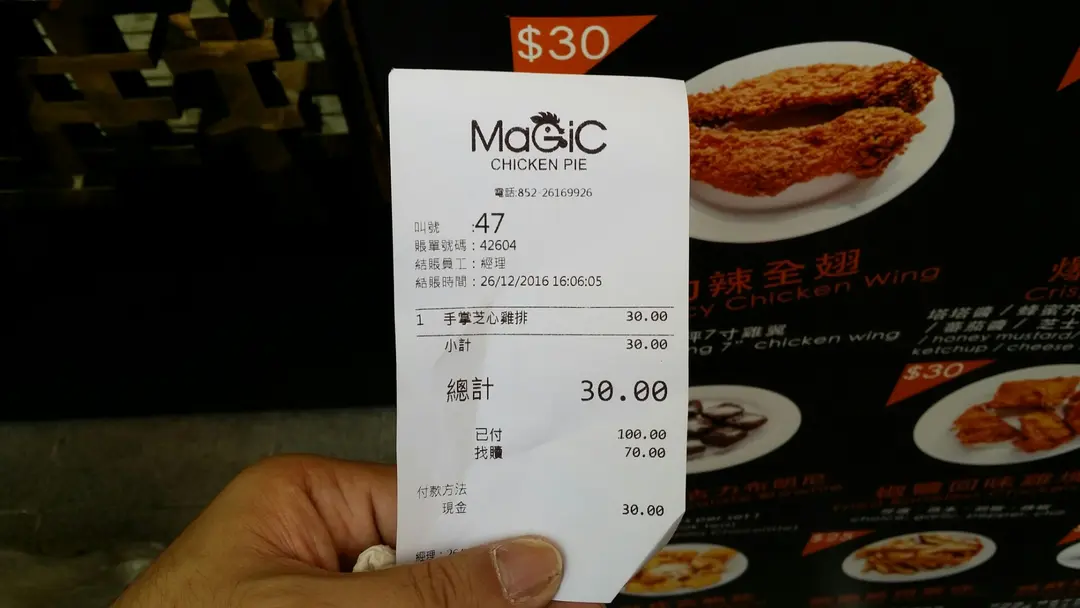 $30
MaGiC
CHICKEN PIE
電話:852-26169926
叫號 :47
賬單號碼:42604
結賬員工:經理
結賬時間:26/12/2016 16:06:05
1 手掌芝心雞排 30.00
小計 30.00
總計 30.00
已付 100.00
找贖 70.00
付款方法
現金 30.00
經理:
辣全翅
Chicken Wing
7寸雞翼
7" chicken wing
塔塔醬/蜂蜜芥
/蕃茄醬/芝士
/ honey mustard/
ketchup / cheese
$30
$25